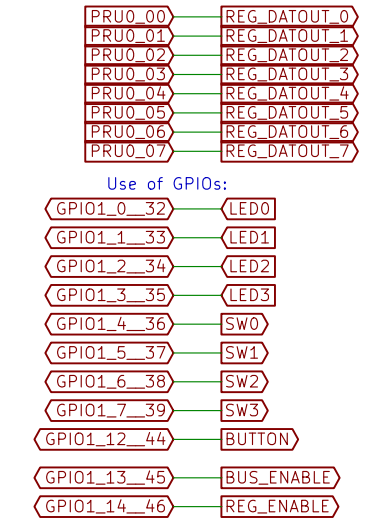 PRU0_00 REG_DATOUT_0
PRU0_01 REG_DATOUT_1
PRU0_02 REG_DATOUT_2
PRU0_03 REG_DATOUT_3
PRU0_04 REG_DATOUT_4
PRU0_05 REG_DATOUT_5
PRU0_06 REG_DATOUT_6
PRU0_07 REG_DATOUT_7
Use of GPIOs:
GPIO1_0__32 LED0
GPIO1_1__33 LED1
GPIO1_2__34 LED2
GPIO1_3__35 LED3
GPIO1_4__36 SW0
GPIO1_5__37 SW1
GPIO1_6__38 SW2
GPIO1_7__39 SW3
GPIO1_12__44 BUTTON
GPIO1_13__45 BUS_ENABLE
GPIO1_14__46 REG_ENABLE